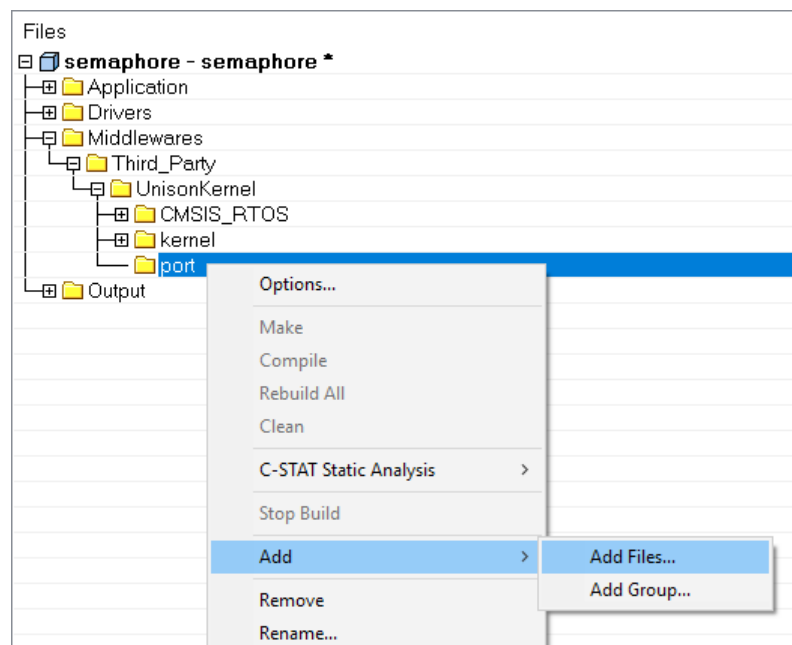 Files
semaphore - semaphore *
Application
Drivers
Middlewares
Third_Party
UnisonKernel
CMSIS_RTOS
kernel
port
Output
Options...
Make
Compile
Rebuild All
Clean
C-STAT Static Analysis
Stop Build
Add
Add Files...
Add Group...
Remove
Rename...